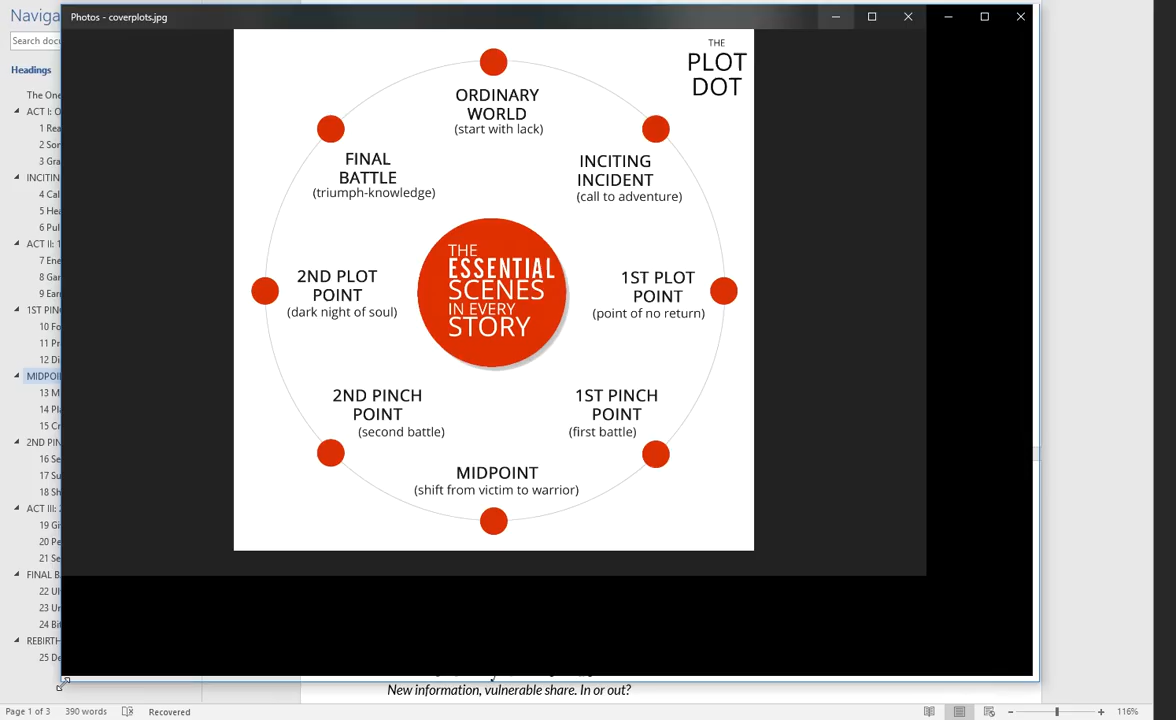 Photos - coverplots.jpg
THE
PLOT
DOT
ORDINARY
WORLD
(start with lack)
FINAL
BATTLE
(triumph-knowledge)
INCITING
INCIDENT
(call to adventure)
THE
ESSENTIAL
SCENES
IN EVERY
STORY
2ND PLOT
POINT
(dark night of soul)
1ST PLOT
POINT
(point of no return)
2ND PINCH
POINT
(second battle)
1ST PINCH
POINT
(first battle)
MIDPOINT
(shift from victim to warrior)
Naviga
Search docu
Headings
The One
ACT I: O
1 Rea
2 Son
3 Gra
INCITIN
4 Cal
5 Hea
6 Pul
ACT II: 1
7 Ene
8 Gar
9 Earn
1ST PINC
10 Fo
11 Pr
12 Di
MIDPOI
13 M
14 Pla
15 Cr
2ND PIN
16 Se
17 Su
18 Sh
ACT III: 2
19 Gi
20 Pe
21 Se
FINAL B
22 Ul
23 Un
24 Bit
REBIRTH
25 De
New information, vulnerable share. In or out?
Page 1 of 3 390 words Recovered 116%